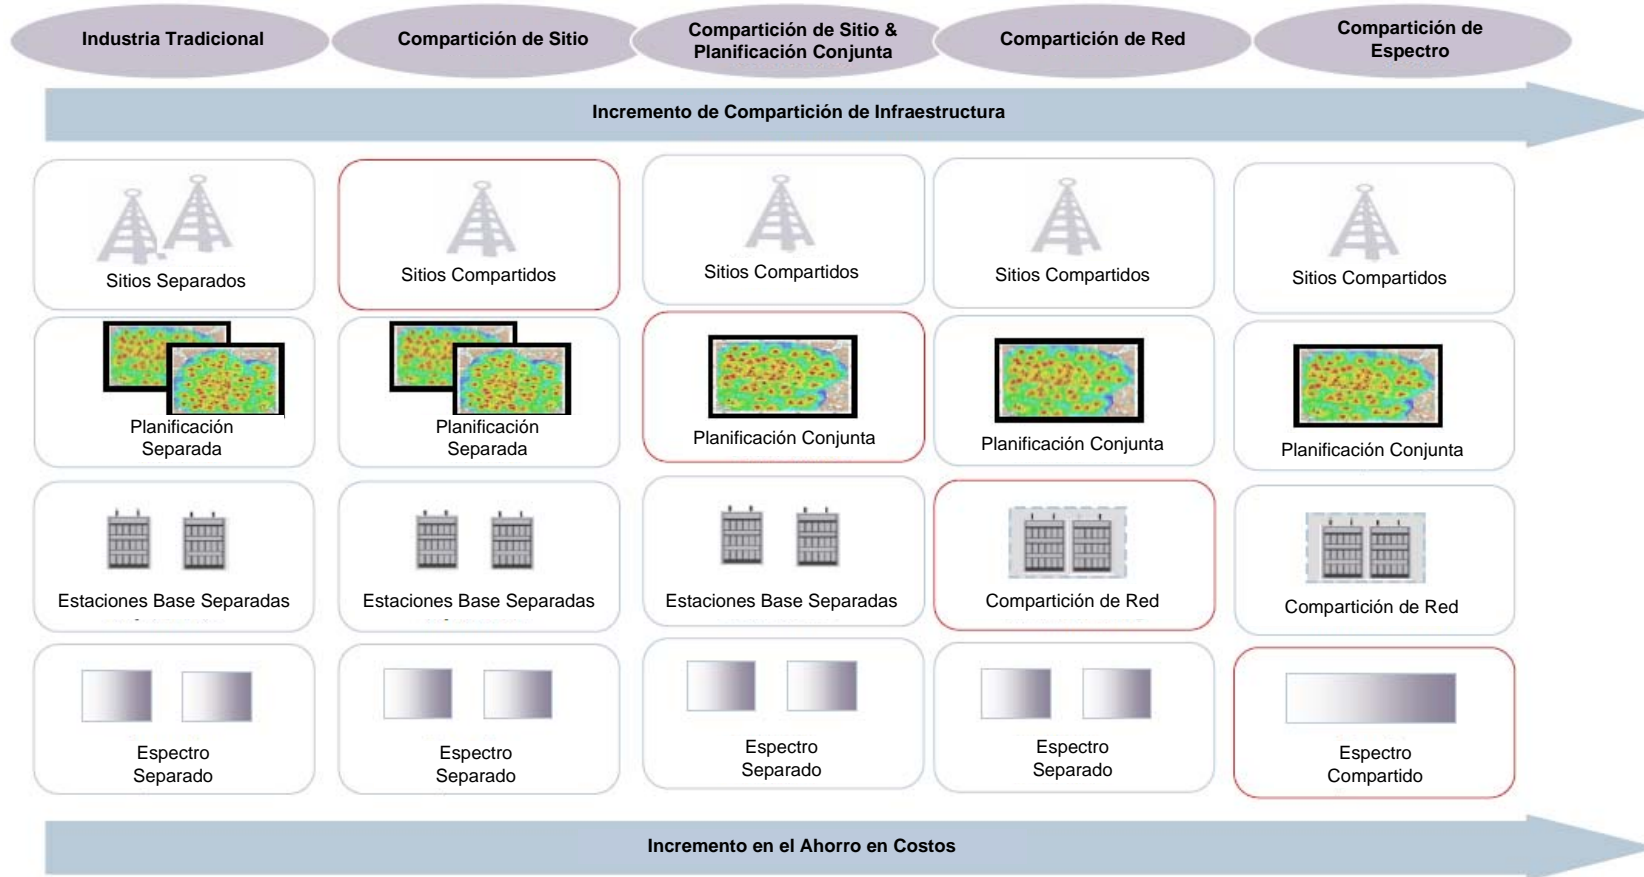 Industria Tradicional
Compartición de Sitio
Compartición de Sitio &
Planificación Conjunta
Compartición de Red
Compartición de
Espectro
Incremento de Compartición de Infraestructura
Sitios Separados
Sitios Compartidos
Sitios Compartidos
Sitios Compartidos
Sitios Compartidos
Planificación
Separada
Planificación
Separada
Planificación Conjunta
Planificación Conjunta
Planificación Conjunta
Estaciones Base Separadas
Estaciones Base Separadas
Estaciones Base Separadas
Compartición de Red
Compartición de Red
Espectro
Separado
Espectro
Separado
Espectro
Separado
Espectro
Separado
Espectro
Compartido
Incremento en el Ahorro en Costos